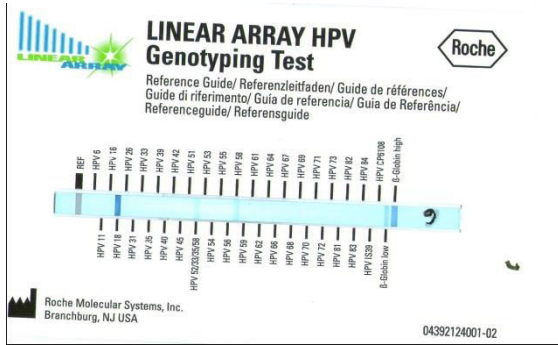 LINEAR
ARRAY
LINEAR ARRAY HPV
Genotyping Test
Roche
Reference Guide/ Referenzleitfaden/ Guide de références/
Guide di riferimento/ Guía de referencia/ Guia de Referência/
Referenceguide/ Referensguide
REF
HPV 6
HPV 16
HPV 26
HPV 33
HPV 39
HPV 42
HPV 51
HPV 53
HPV 55
HPV 58
HPV 61
HPV 64
HPV 67
HPV 69
HPV 71
HPV 73
HPV 82
HPV 84
HPV CP6108
ß-Globin high
9
HPV 11
HPV 18
HPV 31
HPV 35
HPV 40
HPV 45
HPV 52/33/35/58
HPV 54
HPV 56
HPV 59
HPV 62
HPV 66
HPV 68
HPV 70
HPV 72
HPV 81
HPV 83
HPV IS39
ß-Globin low
Roche Molecular Systems, Inc.
Branchburg, NJ USA
04392124001-02